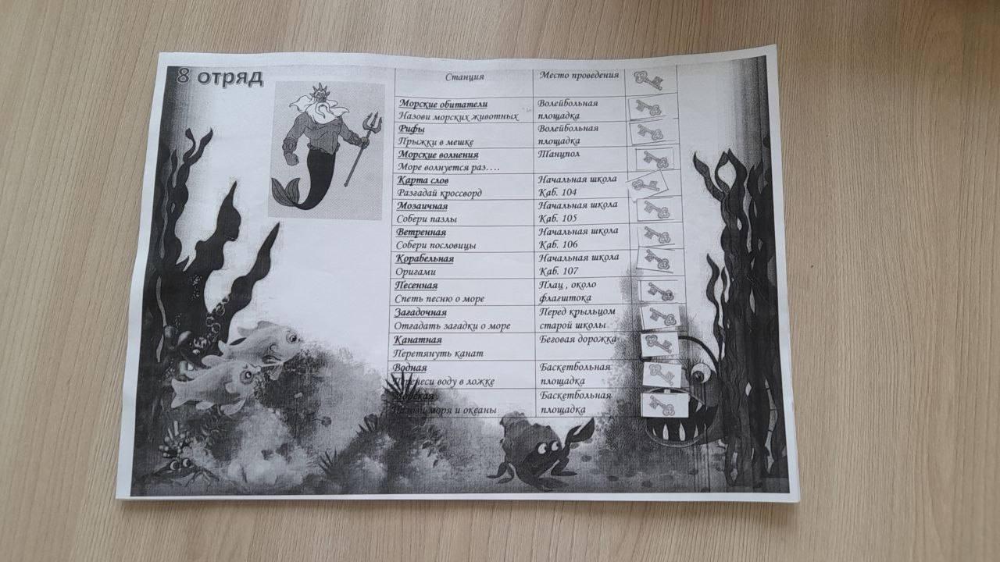 8 отряд
Станция Место проведения
Морские обитатели Волейбольная
Назови морских животных площадка
Рифы Волейбольная
Прыжки в мешке площадка
Морские волнения Танцпол
Море волнуется раз….
Карта слов Начальная школа
Разгадай кроссворд Каб. 104
Мозаичная Начальная школа
Собери пазлы Каб. 105
Ветренная Начальная школа
Собери пословицы Каб. 106
Корабельная Начальная школа
Оригами Каб. 107
Песенная Плац , около
Спеть песню о море флагштока
Загадочная Перед крыльцом
Отгадать загадки о море старой школы
Канатная Беговая дорожка
Перетянуть канат
Водная Баскетбольная
Перенеси воду в ложке площадка
Морская Баскетбольная
Назови моря и океаны площадка